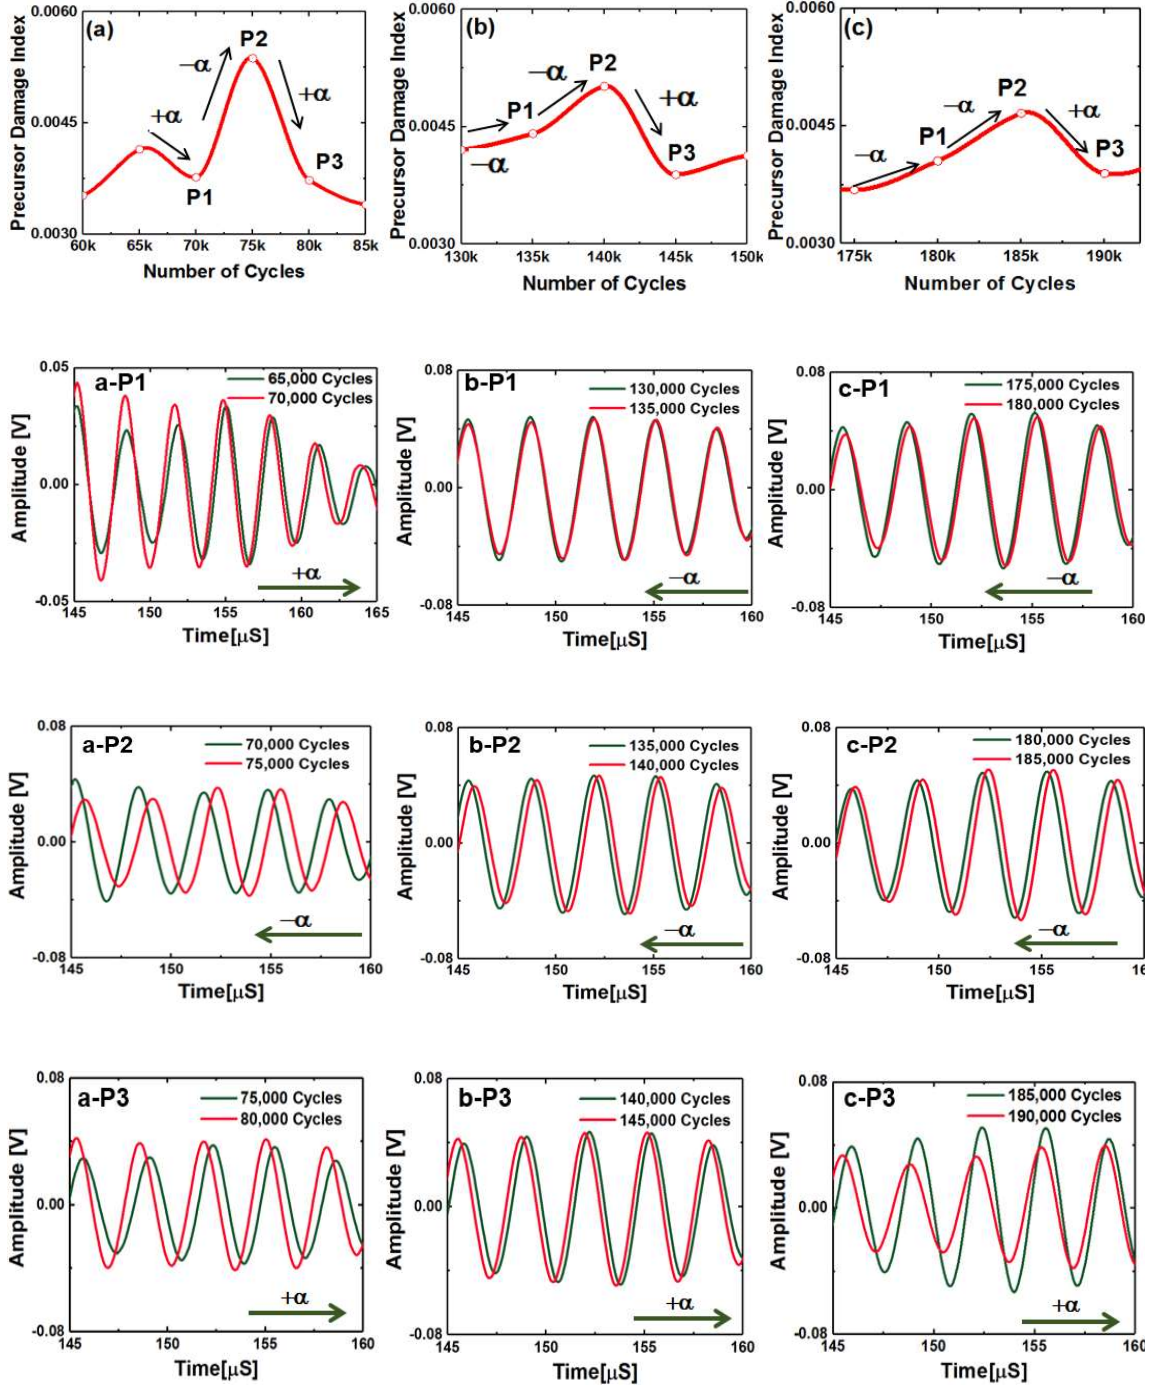 (a)
P2
−α
+α
+α
P1
P3
Precursor Damage Index
0.0060
0.0045
0.0030
60k 65k 70k 75k 80k 85k
Number of Cycles
(b)
P2
−α
P1
+α
−α
P3
Precursor Damage Index
0.0060
0.0045
0.0030
130k 135k 140k 145k 150k
Number of Cycles
(c)
P2
−α
+α
P1
−α
P3
Precursor Damage Index
0.0060
0.0045
0.0030
175k 180k 185k 190k
Number of Cycles
a-P1
65,000 Cycles
70,000 Cycles
Amplitude [V]
0.05
0.00
-0.05
+α
145 150 155 160 165
Time[μS]
b-P1
130,000 Cycles
135,000 Cycles
Amplitude [V]
0.08
0.00
-0.08
−α
145 150 155 160
Time[μS]
c-P1
175,000 Cycles
180,000 Cycles
Amplitude [V]
0.08
0.00
-0.08
−α
145 150 155 160
Time[μS]
a-P2
70,000 Cycles
75,000 Cycles
Amplitude [V]
0.08
0.00
-0.08
−α
145 150 155 160
Time[μS]
b-P2
135,000 Cycles
140,000 Cycles
Amplitude [V]
0.08
0.00
-0.08
−α
145 150 155 160
Time[μS]
c-P2
180,000 Cycles
185,000 Cycles
Amplitude [V]
0.08
0.00
-0.08
−α
145 150 155
Time[μS]
a-P3
75,000 Cycles
80,000 Cycles
Amplitude [V]
0.08
0.00
-0.08
+α
145 150 155 160
Time[μS]
b-P3
140,000 Cycles
145,000 Cycles
Amplitude [V]
0.08
0.00
-0.08
+α
145 150 155 160
Time[μS]
c-P3
185,000 Cycles
190,000 Cycles
Amplitude [V]
0.08
0.00
-0.08
+α
145 150 155 160
Time[μS]